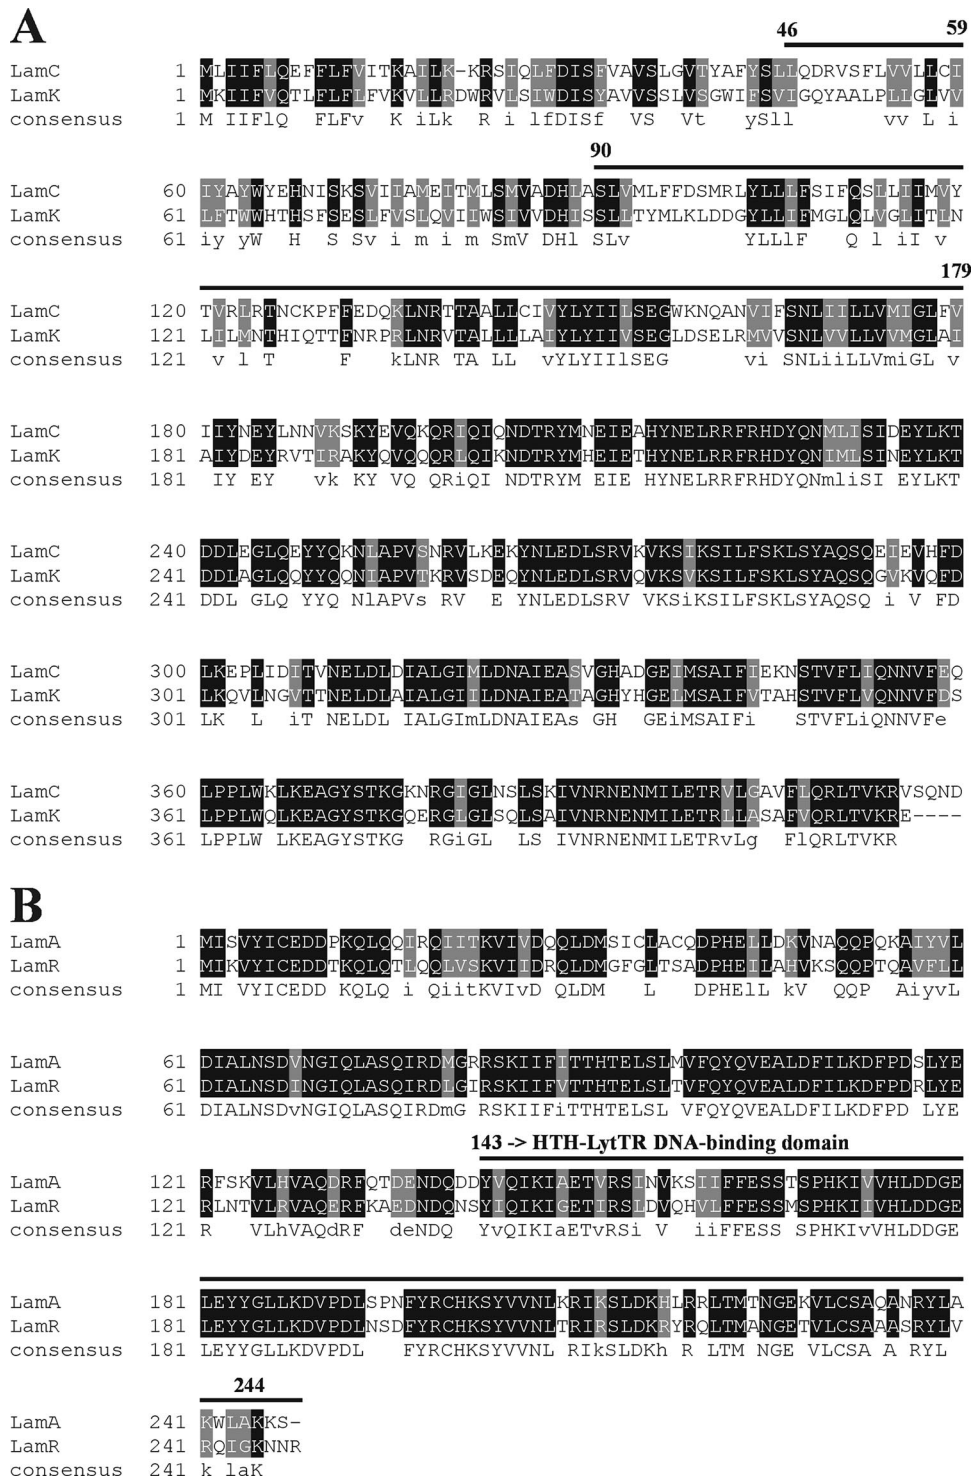 A
46 59
LamC 1 MLIIFLQEFFLFVITKAILK-KRSIQLFDISFVAVSLGVTYAFYSLLQDRVSFLVVLLCI
LamK 1 MKIIFVQTLFLFLFVKVLLRDWRVLSIWDISYAVVSSLVSGWIFSVIGQYAALPLLGLVV
consensus 1 M IIFlQ FLFv K iLk R i lfDISf VS Vt ySll vv L i
90
LamC 60 IYAYWYEHNISKSVIIAMEITMLSMVADHLASLVMLFFDSMRLYLLLFSIFQSLLIIMVY
LamK 61 LFTWWHTHSFSESLFVSLQVIIWSIVVDHISSLLTYMLKLDDGYLLIFMGLQLVGLITLN
consensus 61 iy yW H S Sv i m i m SmV DHl SLv YLLlF Q l iI v
179
LamC 120 TVRLRTNCKPFFEDQKLNRTTAALLCIVYLYIILSEGWKNQANVIFSNLIILLVMIGLFV
LamK 121 LILMNTHIQTTFNRPRLNRVTALLLLAIYLYIIVSEGLDSELRMVVSNLVVLLVMGLAI
consensus 121 v l T F kLNR TA LL vYLYIIlSEG vi SNLiiLLVmiGL v
LamC 180 IIYNEYLNNVKSKYEVQKQRIQIQNDTRYMNEIEAHYNELRRFRHDYQNMLISIDEYLKT
LamK 181 AIYDEYRVTIRAKYQVQQQRLQIKNDTRYMHEIETHYNELRRFRHDYQNIMLSINEYLKT
consensus 181 IY EY vk KY VQ QRiQI NDTRYM EIE HYNELRRFRHDYQNmliSI EYLKT
LamC 240 DDLEGLQEYYQKNLAPVSNRVLKEKYNLEDLSRVKVKSIKSILFSKLSYAQSQEIEVHFD
LamK 241 DDLAGLQQYYQQNIAPVTKRVSDEQYNLEDLSRVQVKSVKSILFSKLSYAQSQGVKVQFD
consensus 241 DDL GLQ YYQ NlAPVs RV E YNLEDLSRV VKSiKSILFSKLSYAQSQ i V FD
LamC 300 LKEPLIDITVNELDLDIALGIMLDNAIEASVGHADGEIMSAIFIEKNSTVFLIQNNVFEQ
LamK 301 LKQVLNGVTTNELDLAIALGIILDNAIEATAGHYHGELMSAIFVTAHSTVFLVQNNVFDS
consensus 301 LK L iT NELDL IALGImLDNAIEAs GH GEiMSAIFi STVFLiQNNVFe
LamC 360 LPPLWKLKEAGYSTKGKNRGIGLNSLSKIVNRNENMILETRVLGAVFLQRLTVKRVSQND
LamK 361 LPPLWQLKEAGYSTKGQERGLGLSQLSAIVNRNENMILETRLLASAFVQRLTVKRE----
consensus 361 LPPLW LKEAGYSTKG RGiGL LS IVNRNENMILETRvLg FlQRLTVKR
B
LamA 1 MISVYICEDDPKQLQQIRQIITKVIVDQQLDMSICLACQDPHELLDKVNAQQPQKAIYVL
LamR 1 MIKVYICEDDTKQLQTLQQLVSKVIIDRQLDMGFGLTSADPHEILAHVKSQQPTQAVFLL
consensus 1 MI VYICEDD KQLQ i QiitKVIvD QLDM L DPHElL kV QQP AiyvL
LamA 61 DIALNSDVNGIQLASQIRDMGRRSKIIFITTHTELSLMVFQYQVEALDFILKDFPDSLYE
LamR 61 DIALNSDINGIQLASQIRDLGIRSKIIFVTTHTELSLTVFQYQVEALDFILKDFPDRLYE
consensus 61 DIALNSDvNGIQLASQIRDmG RSKIIFiTTHTELSL VFQYQVEALDFILKDFPD LYE
143 -> HTH-LytTR DNA-binding domain
LamA 121 RFSKVLHVAQDRFQTDENDQDDYVQIKIAETVRSINVKSIIFFESSTSPHKIVVHLDDGE
LamR 121 RLNTVLRVAQERFKAEDNDQNSYIQIKIGETIRSLDVQHVLFFESSMSPHKIIVHLDDGE
consensus 121 R VLhVAQdRF deNDQ YvQIKIaETvRSi V iiFFESS SPHKIvVHLDDGE
LamA 181 LEYYGLLKDVPDLSPNFYRCHKSYVVNLKRIKSLDKHLRRLTMTNGEKVLCSAQANRYLA
LamR 181 LEYYGLLKDVPDLNSDFYRCHKSYVVNLTRIRSLDKRYRQLTMANGETVLCSAAASRYLV
consensus 181 LEYYGLLKDVPDL FYRCHKSYVVNL RIkSLDKh R LTM NGE VLCSA A RYL
244
LamA 241 KWLAKKS-
LamR 241 RQIGKNNR
consensus 241 k laK